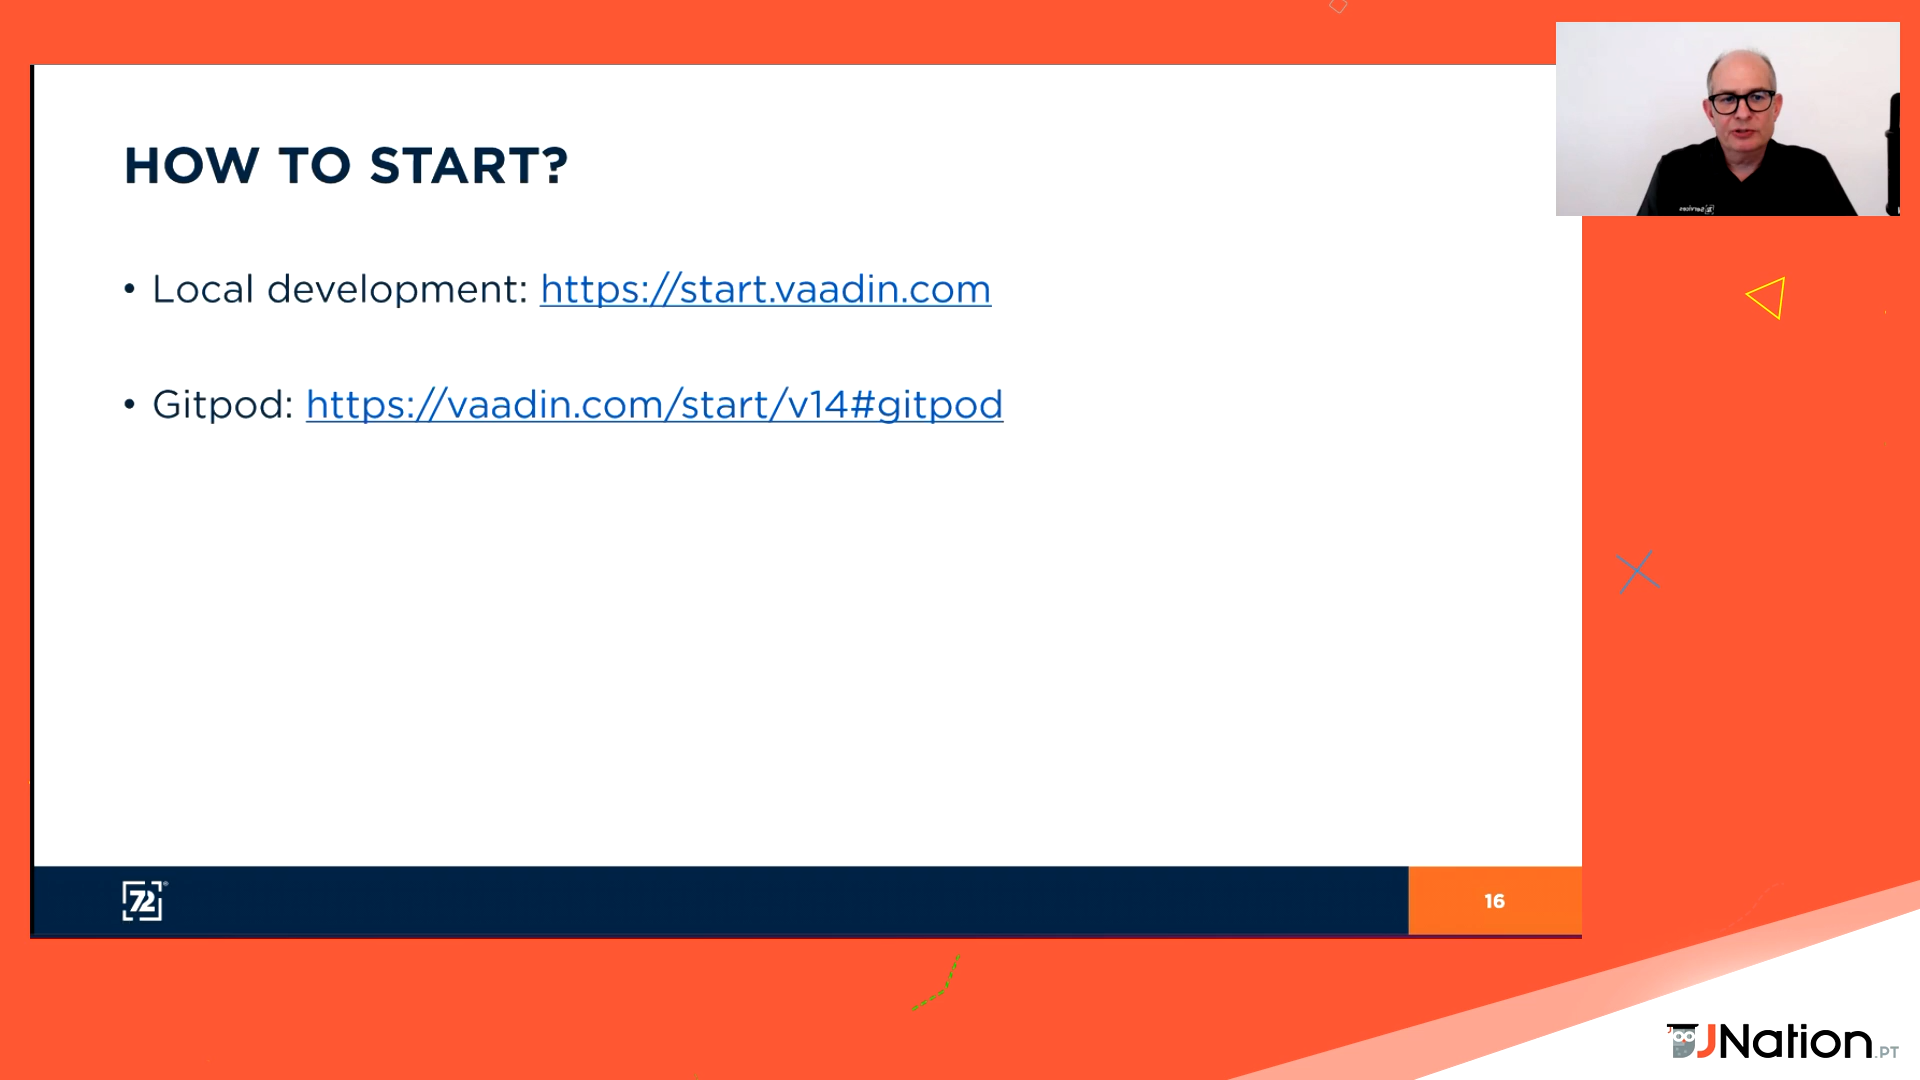 HOW TO START?
• Local development: https://start.vaadin.com
• Gitpod: https://vaadin.com/start/v14#gitpod
72
16
JNation.PT